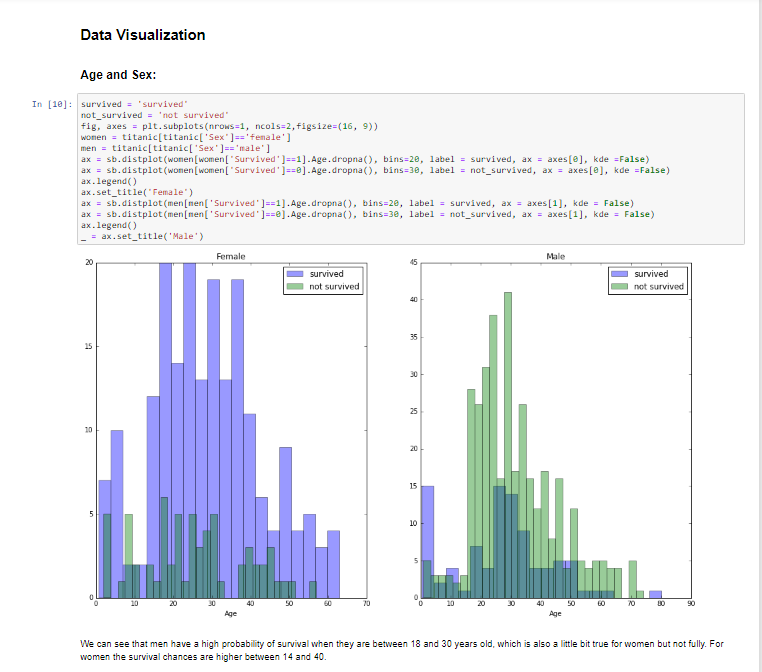 Data Visualization
Age and Sex:
In [10]:
survived = 'survived'
not_survived = 'not survived'
fig, axes = plt.subplots(nrows=1, ncols=2,figsize=(16, 9))
women = titanic[titanic['Sex']=='female']
men = titanic[titanic['Sex']=='male']
ax = sb.distplot(women[women['Survived']==1].Age.dropna(), bins=20, label = survived, ax = axes[0], kde =False)
ax = sb.distplot(women[women['Survived']==0].Age.dropna(), bins=30, label = not_survived, ax = axes[0], kde =False)
ax.legend()
ax.set_title('Female')
ax = sb.distplot(men[men['Survived']==1].Age.dropna(), bins=20, label = survived, ax = axes[1], kde = False)
ax = sb.distplot(men[men['Survived']==0].Age.dropna(), bins=30, label = not_survived, ax = axes[1], kde = False)
ax.legend()
_ = ax.set_title('Male')
Female
survived
not survived
20
15
10
5
0
0 10 20 30 40 50 60 70
Age
Male
survived
not survived
45
40
35
30
25
20
15
10
5
0
0 10 20 30 40 50 60 70 80 90
Age
We can see that men have a high probability of survival when they are between 18 and 30 years old, which is also a little bit true for women but not fully. For
women the survival chances are higher between 14 and 40.